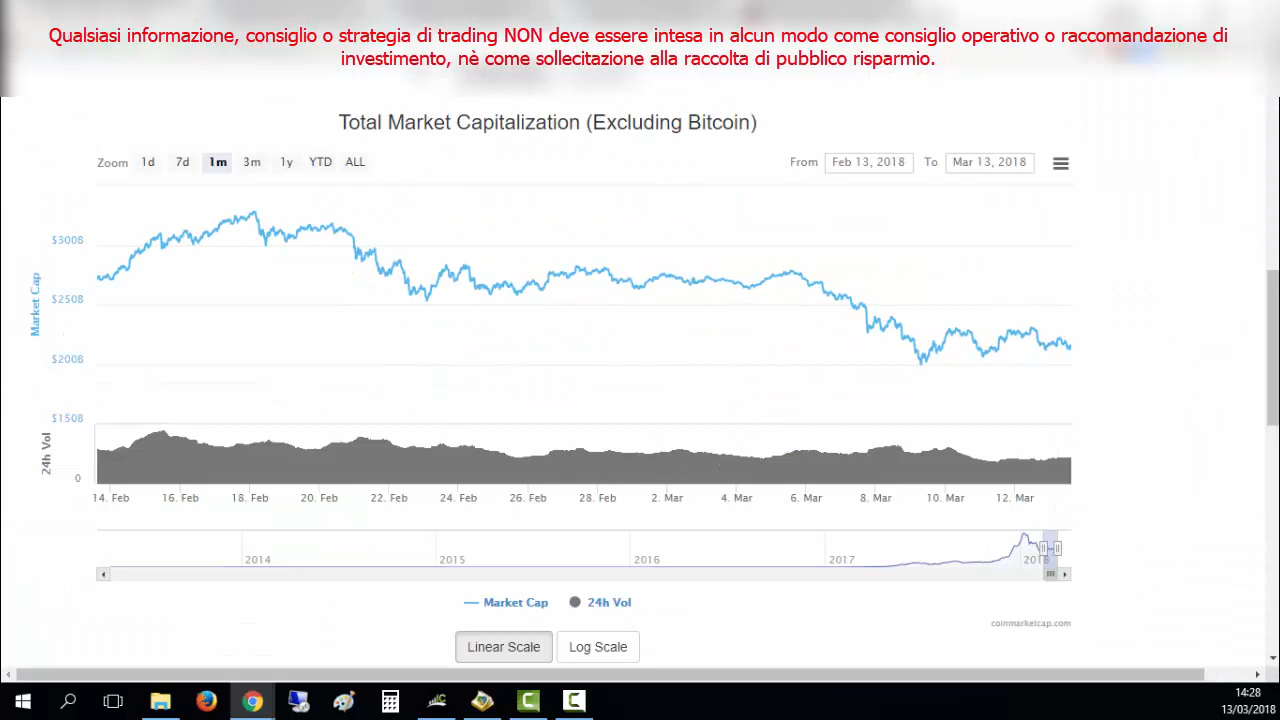 Qualsiasi informazione, consiglio o strategia di trading NON deve essere intesa in alcun modo come consiglio operativo o raccomandazione di
investimento, nè come sollecitazione alla raccolta di pubblico risparmio.
Total Market Capitalization (Excluding Bitcoin)
Zoom 1d 7d 1m 3m 1y YTD ALL From Feb 13, 2018 To Mar 13, 2018
$300B
$250B
$200B
$150B
0
Market Cap
24h Vol
14. Feb 16. Feb 18. Feb 20. Feb 22. Feb 24. Feb 26. Feb 28. Feb 2. Mar 4. Mar 6. Mar 8. Mar 10. Mar 12. Mar
2014 2015 2016 2017 2018
Market Cap 24h Vol
coinmarketcap.com
Linear Scale Log Scale
14:28
13/03/2018